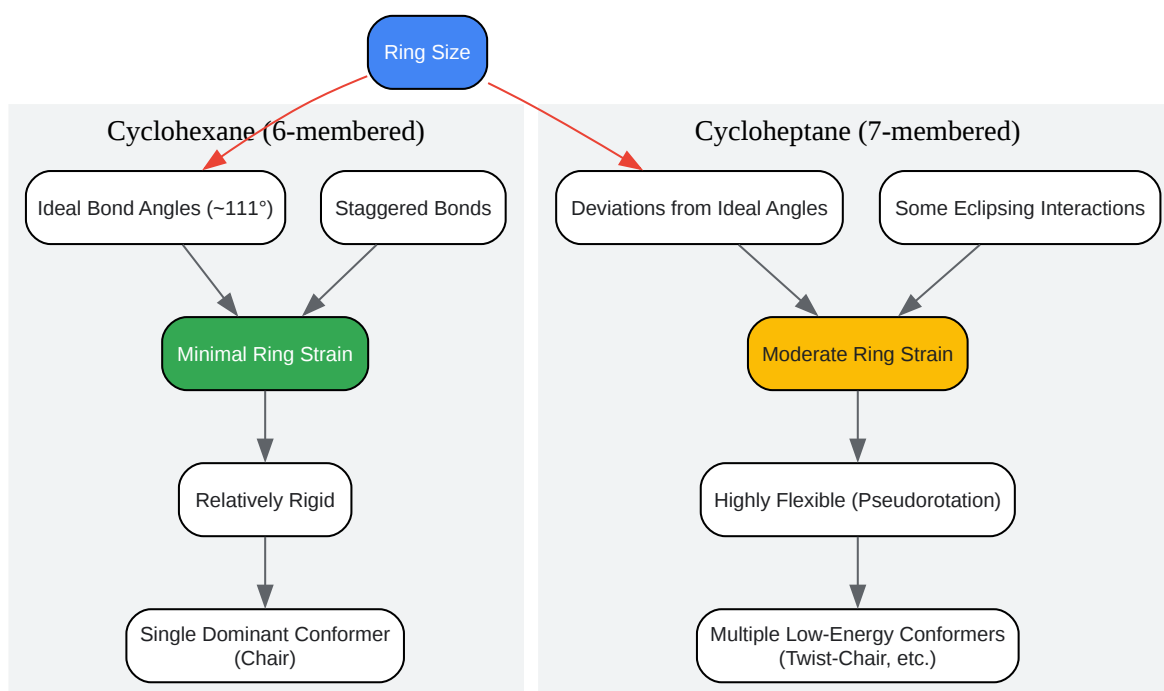 Ring Size
Cyclohexane (6-membered)
Cycloheptane (7-membered)
Ideal Bond Angles (~111°)
Staggered Bonds
Deviations from Ideal Angles
Some Eclipsing Interactions
Minimal Ring Strain
Moderate Ring Strain
Relatively Rigid
Highly Flexible (Pseudorotation)
Single Dominant Conformer
(Chair)
Multiple Low-Energy Conformers
(Twist-Chair, etc.)